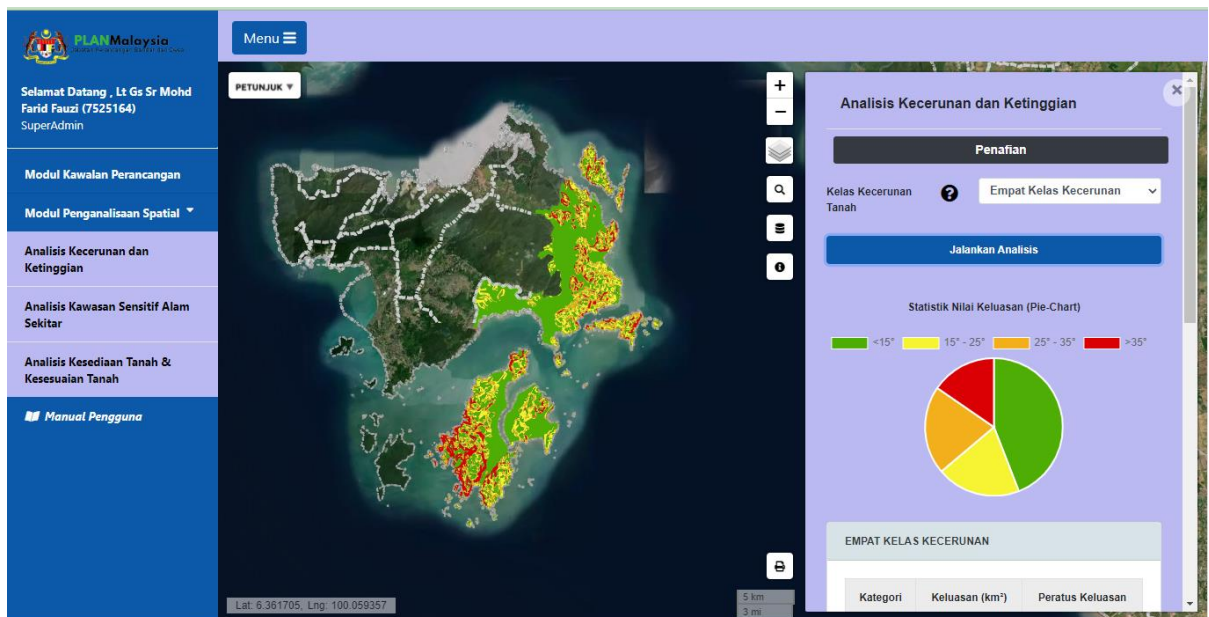 PLANMalaysia
Menu
Selamat Datang , Lt Gs Sr Mohd
Farid Fauzi (7525164)
SuperAdmin
Modul Kawalan Perancangan
Modul Penganalisaan Spatial
Analisis Kecerunan dan
Ketinggian
Analisis Kawasan Sensitif Alam
Sekitar
Analisis Kesediaan Tanah &
Kesesuaian Tanah
Manual Pengguna
PETUNJUK ▼
+
−
5 km
3 mi
Lat: 6.361705, Lng: 100.059357
Analisis Kecerunan dan Ketinggian
×
Penafian
Kelas Kecerunan
Tanah
Empat Kelas Kecerunan
Jalankan Analisis
Statistik Nilai Keluasan (Pie-Chart)
<15° 15° - 25° 25° - 35° >35°
EMPAT KELAS KECERUNAN
Kategori Keluasan (km²) Peratus Keluasan